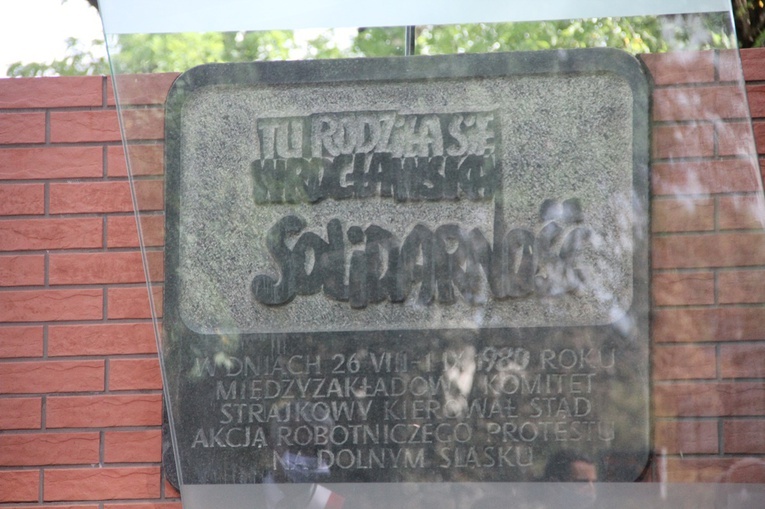 TU RODZIŁA SIĘ
WROCŁAWSKA
SOLIDARNOŚĆ
W DNIACH 26 VIII-1 IX 1980 ROKU
MIĘDZYZAKŁADOWY KOMITET
STRAJKOWY KIEROWAŁ STĄD
AKCJĄ ROBOTNICZEGO PROTESTU
NA DOLNYM ŚLĄSKU